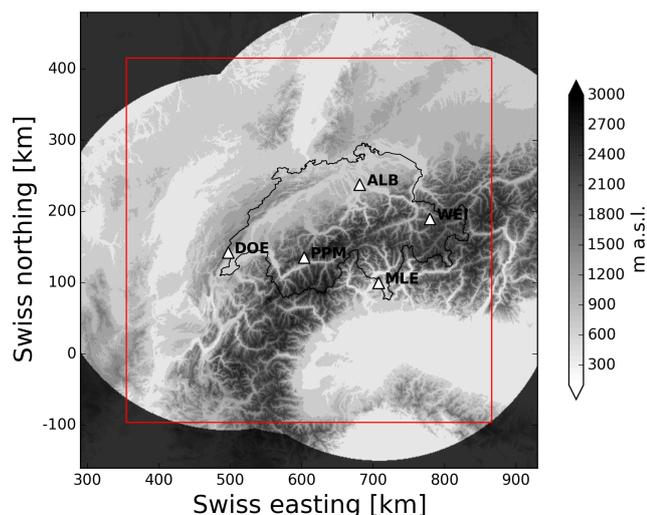 400
300
200
100
0
-100
Swiss northing [km]
ALB
WEI
DOE
PPM
MLE
300 400 500 600 700 800 900
Swiss easting [km]
3000
2700
2400
2100
1800
1500
1200
900
600
300
m a.s.l.